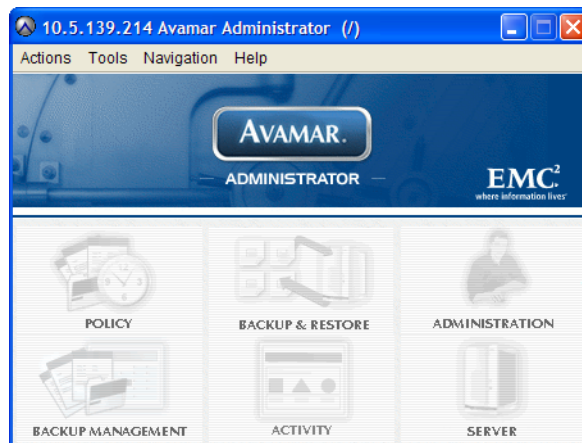 10.5.139.214 Avamar Administrator (/)
Actions Tools Navigation Help
AVAMAR.
ADMINISTRATOR
EMC²
where information lives®
POLICY
BACKUP & RESTORE
ADMINISTRATION
BACKUP MANAGEMENT
ACTIVITY
SERVER